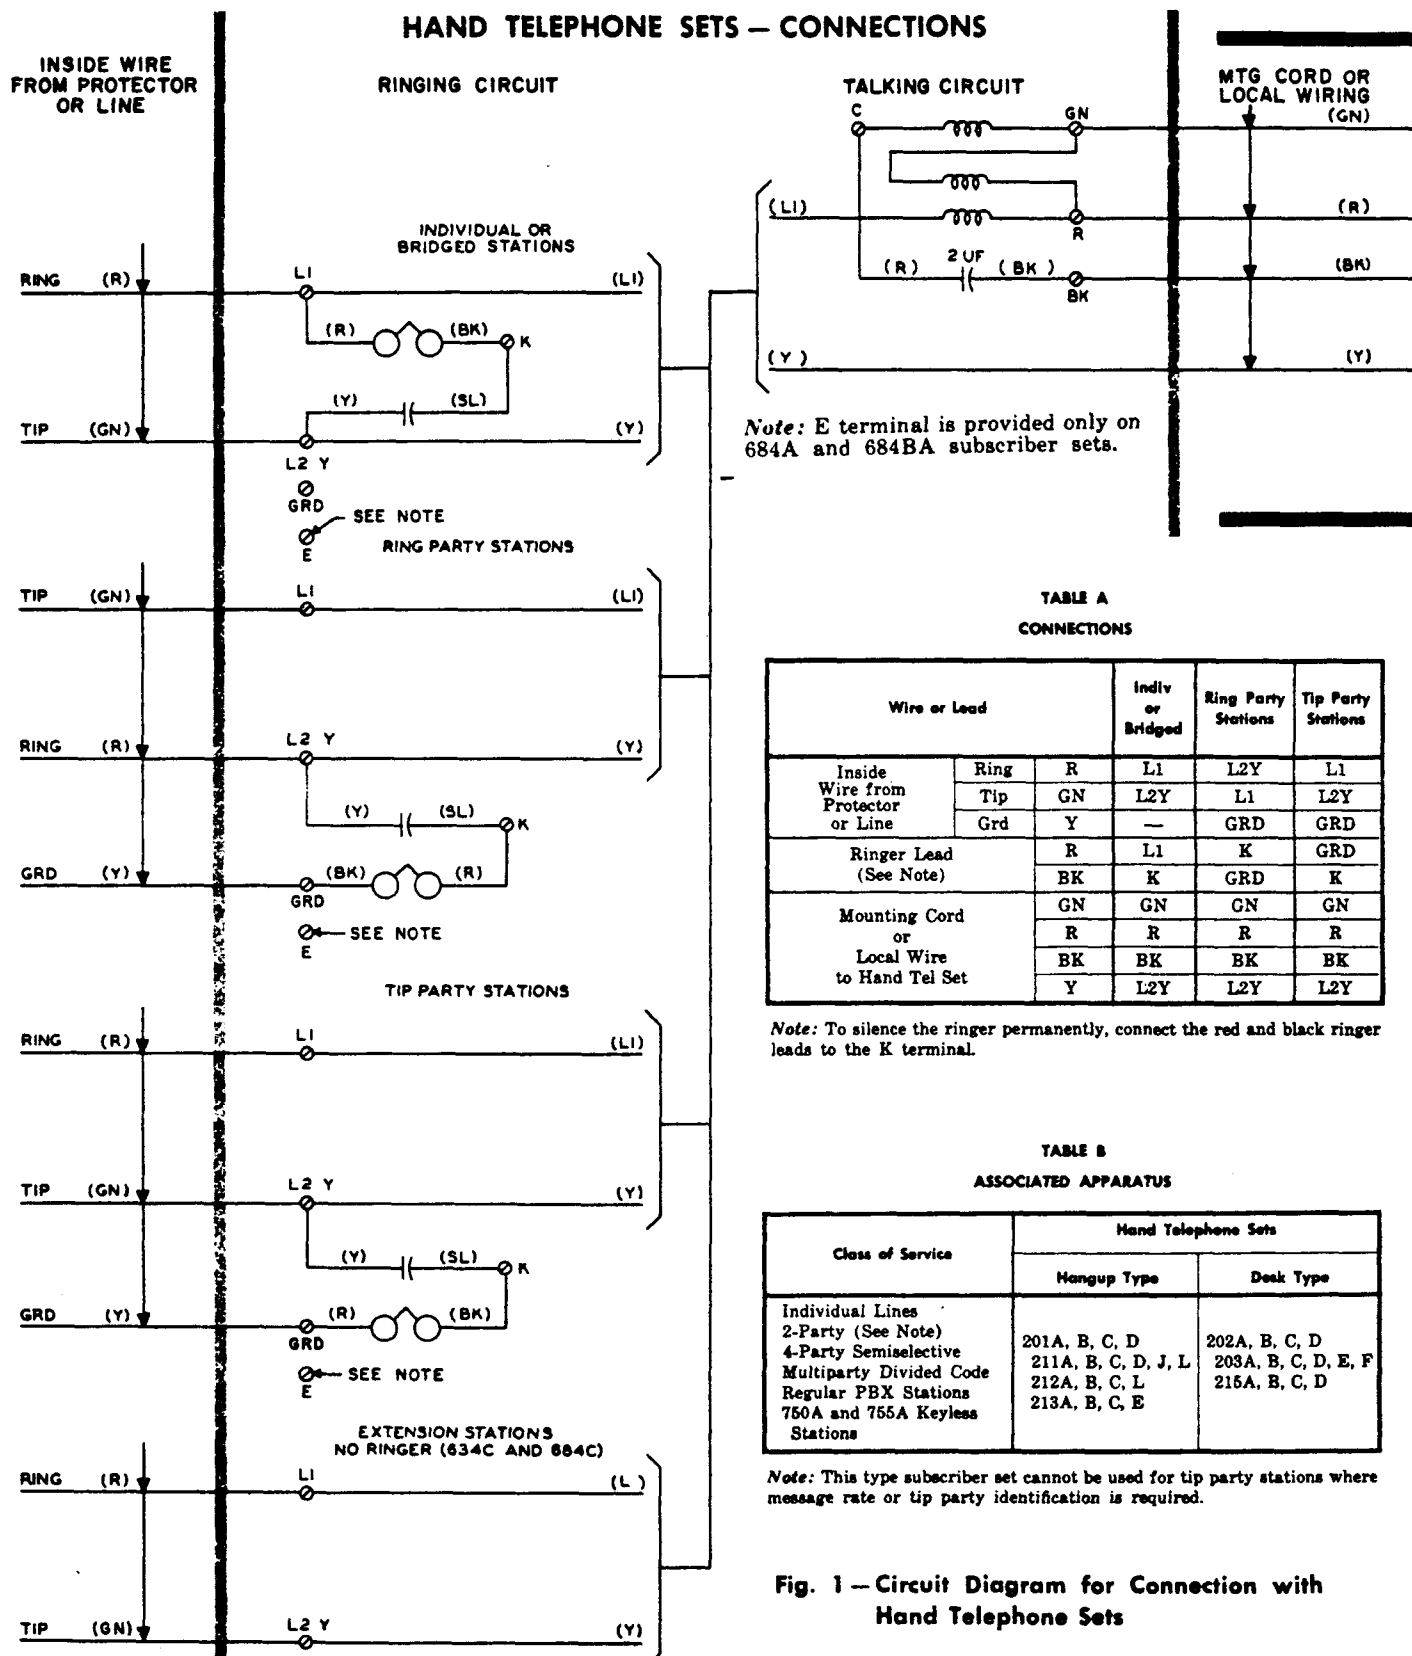 HAND TELEPHONE SETS — CONNECTIONS
INSIDE WIRE
FROM PROTECTOR
OR LINE
RINGING CIRCUIT
TALKING CIRCUIT
MTG CORD OR
LOCAL WIRING
C
GN
(GN)
(L1)
R
(R)
(R) 2 UF (BK)
BK
(BK)
(Y)
(Y)
Note: E terminal is provided only on
684A and 684BA subscriber sets.
INDIVIDUAL OR
BRIDGED STATIONS
RING (R) L1 (L1)
(R) (BK) K
(Y) (SL)
TIP (GN) (Y)
L2 Y
GRD
SEE NOTE
E
RING PARTY STATIONS
TIP (GN) L1 (L1)
RING (R) L2 Y (Y)
(Y) (SL) K
GRD (Y) (BK) (R)
GRD
SEE NOTE
E
TIP PARTY STATIONS
RING (R) L1 (L1)
TIP (GN) L2 Y (Y)
(Y) (SL) K
GRD (Y) (R) (BK)
GRD
SEE NOTE
E
EXTENSION STATIONS
NO RINGER (634C AND 684C)
RING (R) L1 (L )
TIP (GN) L2 Y (Y)
TABLE A
CONNECTIONS
Wire or Lead
Indiv
or
Bridged
Ring Party
Stations
Tip Party
Stations
Inside
Wire from
Protector
or Line
Ring R L1 L2Y L1
Tip GN L2Y L1 L2Y
Grd Y — GRD GRD
Ringer Lead
(See Note)
R L1 K GRD
BK K GRD K
Mounting Cord
or
Local Wire
to Hand Tel Set
GN GN GN GN
R R R R
BK BK BK BK
Y L2Y L2Y L2Y
Note: To silence the ringer permanently, connect the red and black ringer
leads to the K terminal.
TABLE B
ASSOCIATED APPARATUS
Class of Service
Hand Telephone Sets
Hangup Type
Desk Type
Individual Lines
2-Party (See Note)
4-Party Semiselective
Multiparty Divided Code
Regular PBX Stations
750A and 755A Keyless
Stations
201A, B, C, D
211A, B, C, D, J, L
212A, B, C, L
213A, B, C, E
202A, B, C, D
203A, B, C, D, E, F
215A, B, C, D
Note: This type subscriber set cannot be used for tip party stations where
message rate or tip party identification is required.
Fig. 1 — Circuit Diagram for Connection with
Hand Telephone Sets